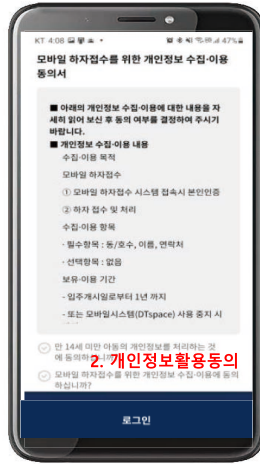 KT 4:08
47%
모바일 하자접수를 위한 개인정보 수집·이용
동의서
■ 아래의 개인정보 수집·이용에 대한 내용을 자
세히 읽어 보신 후 동의 여부를 결정하여 주시기
바랍니다.
■ 개인정보 수집·이용 내용
수집·이용 목적
모바일 하자접수
① 모바일 하자접수 시스템 접속시 본인인증
② 하자 접수 및 처리
수집·이용 항목
- 필수항목 : 동/호수, 이름, 연락처
- 선택항목 : 없음
보유·이용 기간
- 입주개시일로부터 1년 까지
- 또는 모바일시스템(DTspace) 사용 중지 시
만 14세 미만 아동의 개인정보를 처리하는 것
에 동의하
2. 개인정보활용동의
모바일 하자접수를 위한 개인정보 수집·이용에 동의
하십니까?
로그인